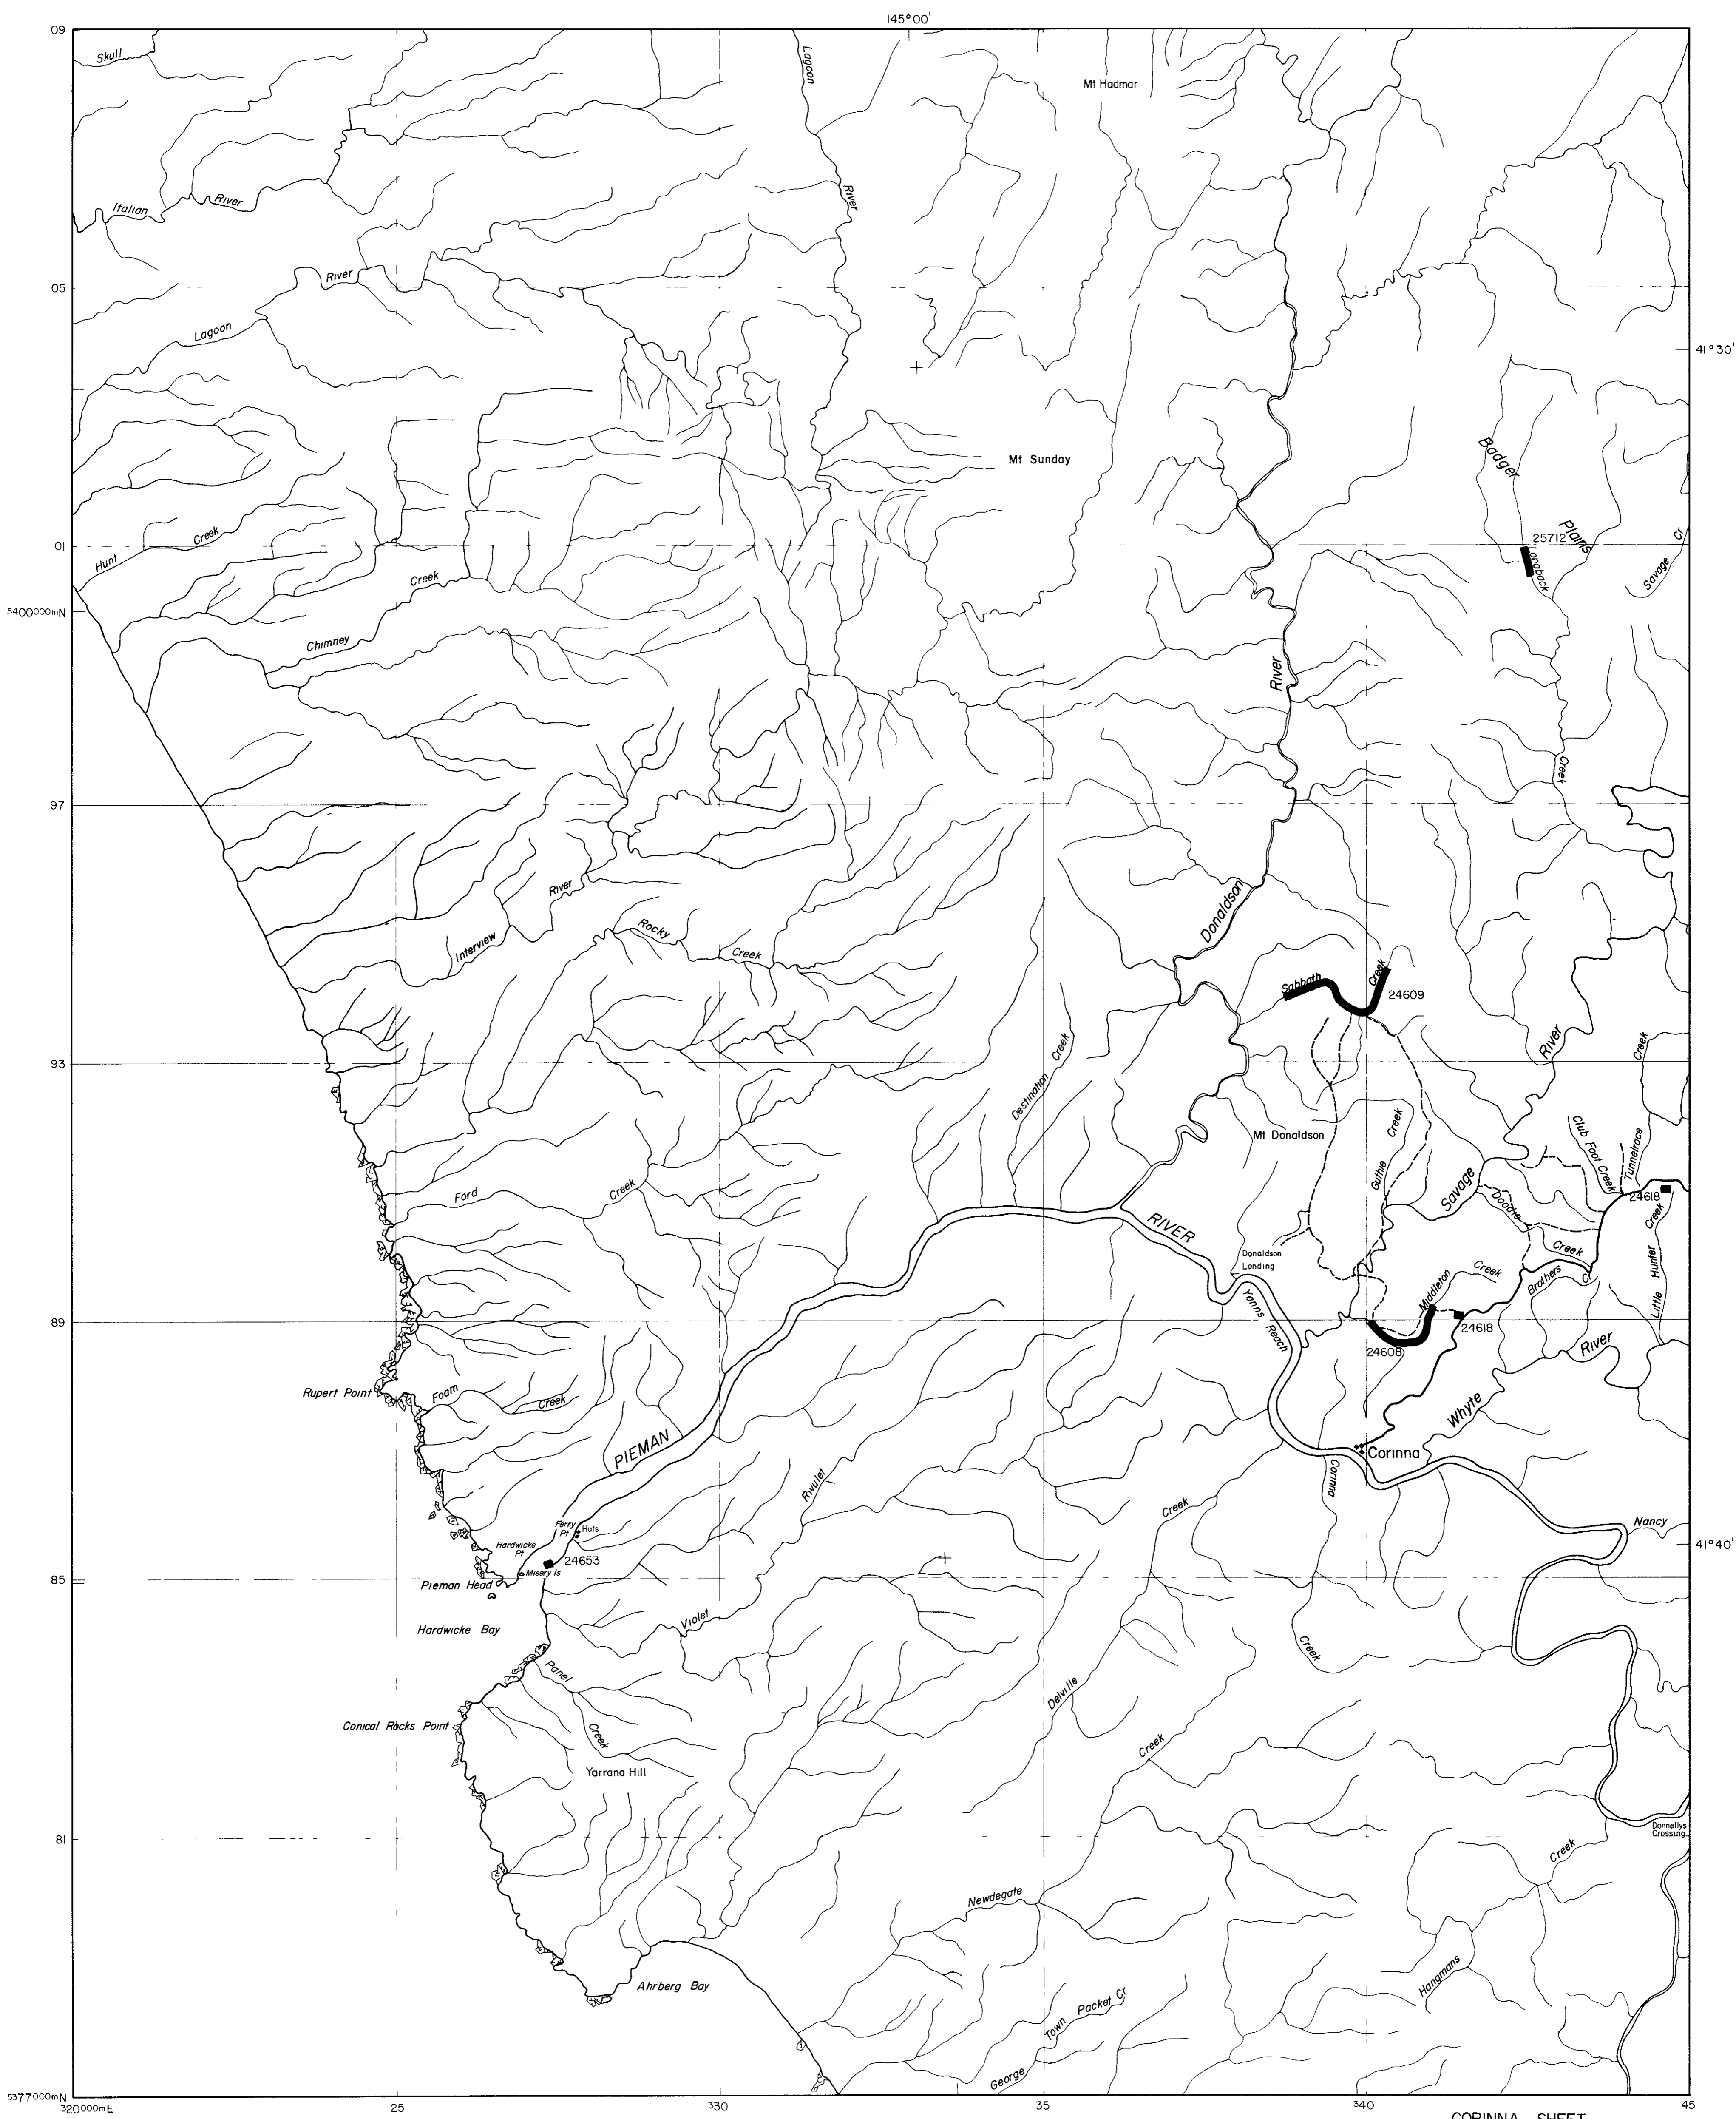 145°00'
09
Skull
Lagoon
Mt Hadmar
River
Italian
River
River
05
Lagoon
41°30'
Badger
Mt Sunday
Plains
25712
Cr
Creek
01
Hunt
Longback
Savage
Creek
5400000mN
Chimney
River
Creek
97
River
Donaldson
Interview
Rocky
Creek
Sabbath
Creek
24609
River
Creek
Creek
93
Destination
Mt Donaldson
Creek
Club Foot Creek
Tunnelrace
Guthie
Savage
Ford
Creek
24618
Doodre
Creek
RIVER
Creek
Donaldson
Landing
Hunter
Creek
Brothers
Cr
Middleton
Yanns Reach
Little
89
24618
River
24608
Rupert Point
Foam
Creek
Whyte
PIEMAN
Corinna
Rivulet
Corinna
Creek
Nancy
Ferry
Pt
Huts
Hardwicke
Pt
41°40'
24653
Misery Is
85
Pieman Head
Violet
Hardwicke Bay
Creek
Panel
Delville
Conical Rocks Point
Creek
Creek
Yarrana Hill
Donnellys
Crossing
81
Creek
Newdegate
Hangmans
Ahrberg Bay
Town Packet Cr
George
5377000mN
320000mE
25
330
35
340
45
CORINNA SHEET